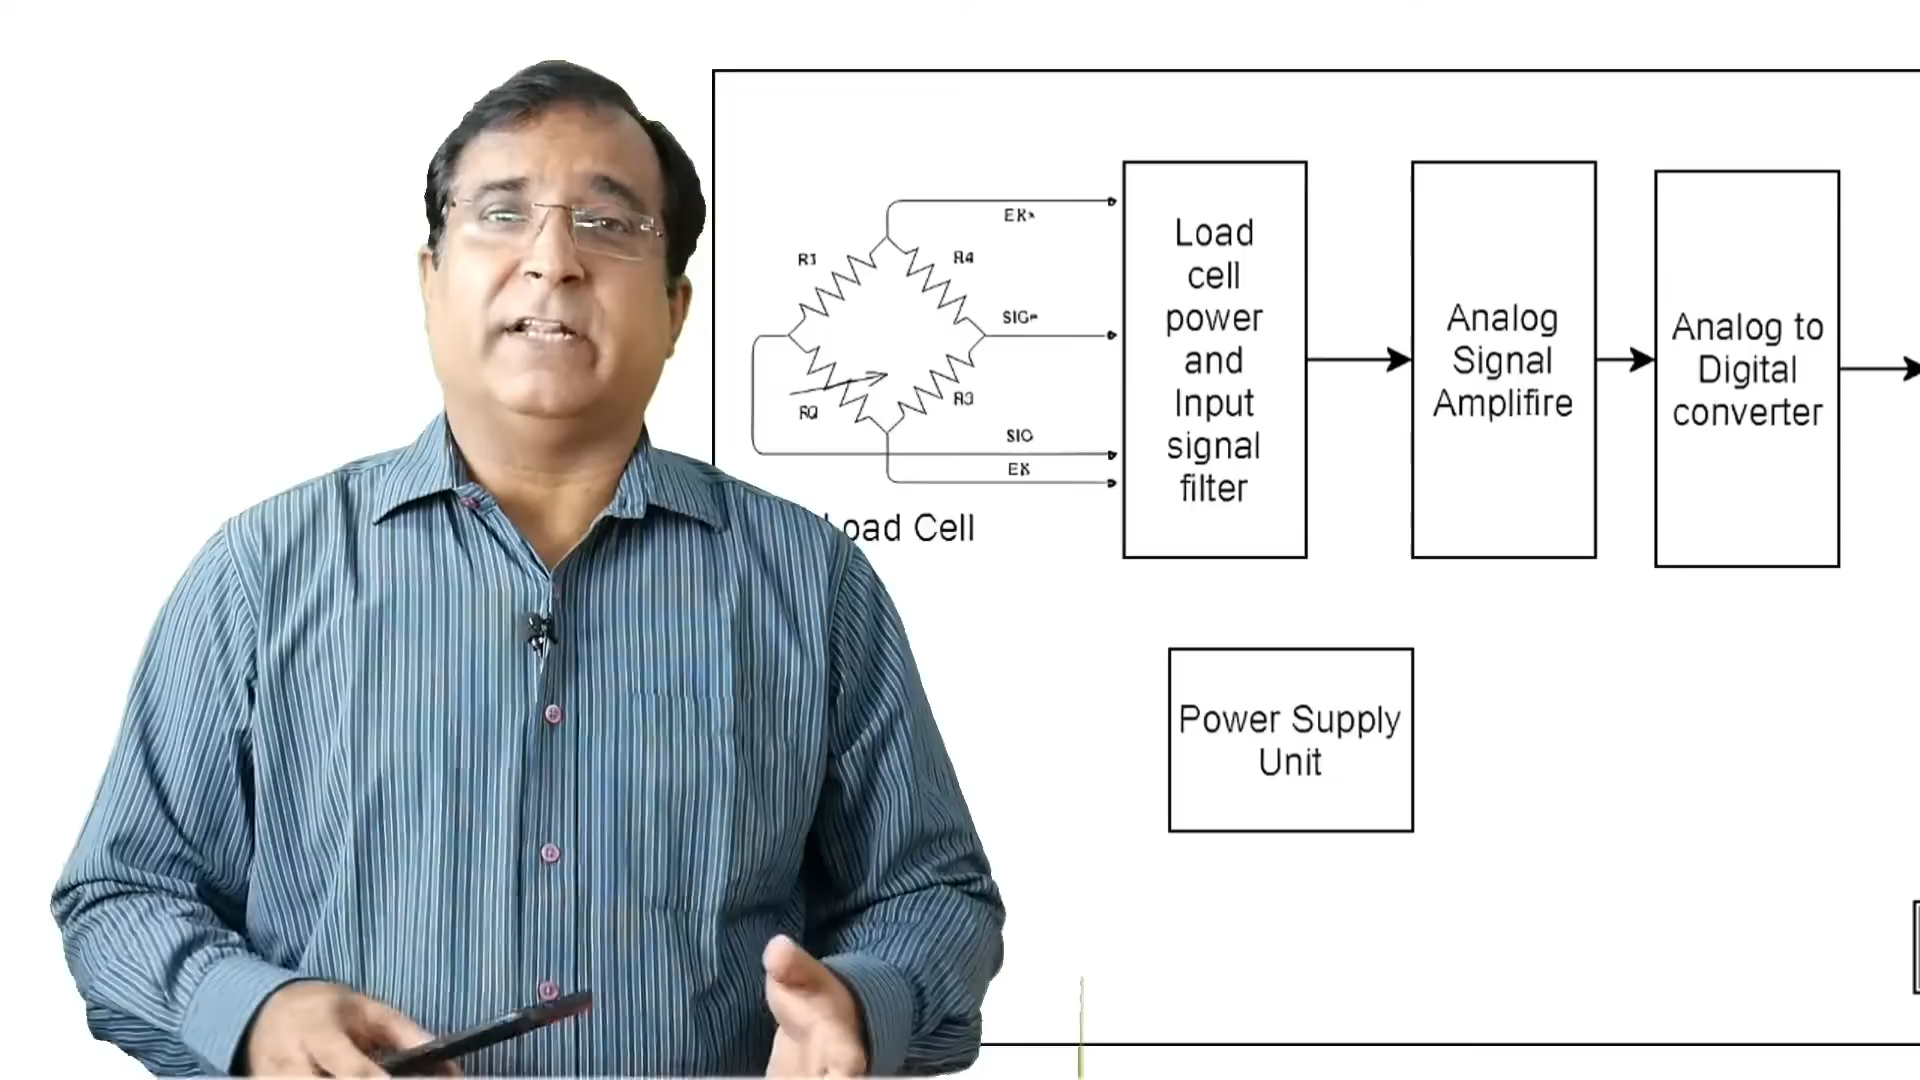 EX+
R1
R4
SIG+
R2
R3
SIG
EX
Load Cell
Load
cell
power
and
Input
signal
filter
Analog
Signal
Amplifire
Analog to
Digital
converter
Power Supply
Unit